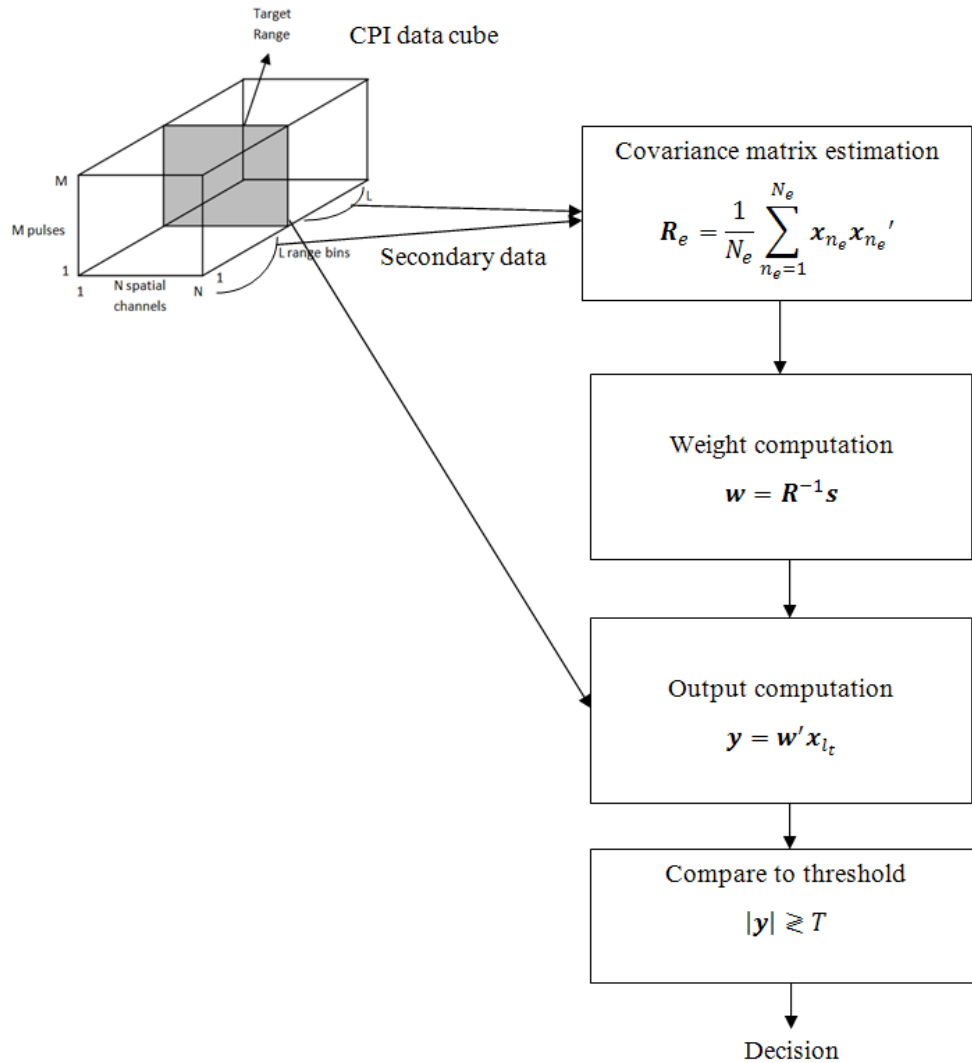 Target
Range
CPI data cube
M
M pulses
1
1
N spatial
channels
N
1
L range bins
L
Secondary data
Covariance matrix estimation
R_e = \frac{1}{N_e} \sum_{n_e=1}^{N_e} x_{n_e} x_{n_e}'
Weight computation
w = R^{-1} s
Output computation
y = w' x_{l_t}
Compare to threshold
|y| ≷ T
Decision